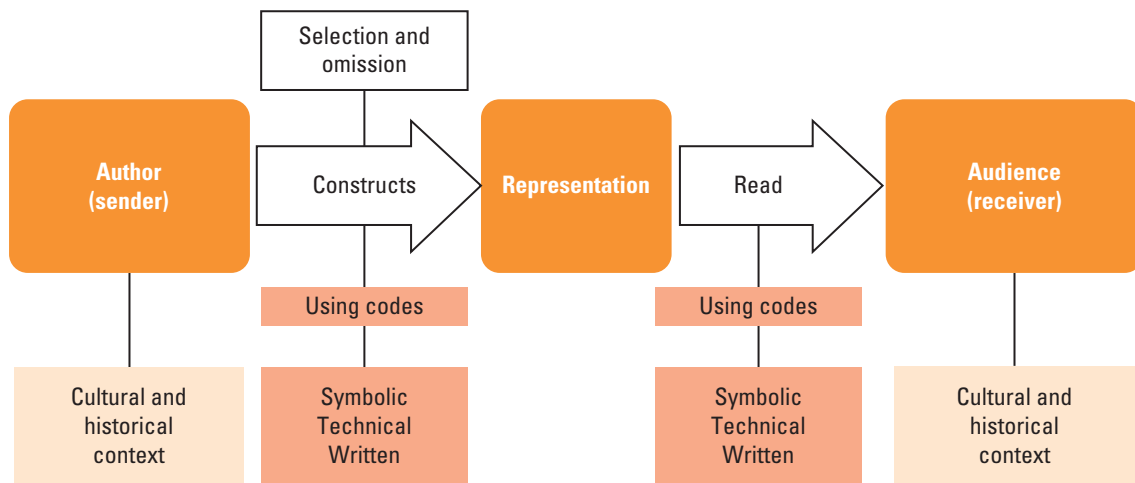 Selection and
omission
Author
(sender)
Constructs
Representation
Read
Audience
(receiver)
Using codes
Using codes
Cultural and
historical
context
Symbolic
Technical
Written
Symbolic
Technical
Written
Cultural and
historical
context